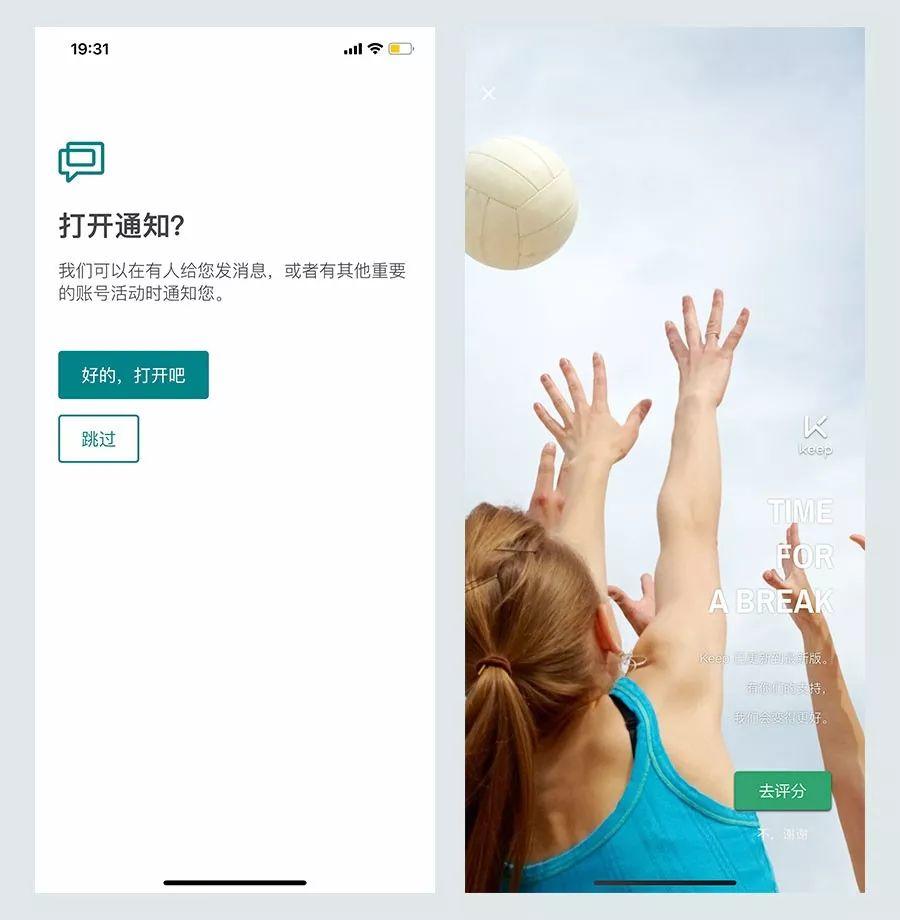 19:31
打开通知?
我们可以在有人给您发消息，或者有其他重要
的账号活动时通知您。
好的，打开吧
跳过
keep
TIME
FOR
A BREAK
Keep 已更新到最新版。
有你们的支持，
我们会变得更好。
去评分
不，谢谢